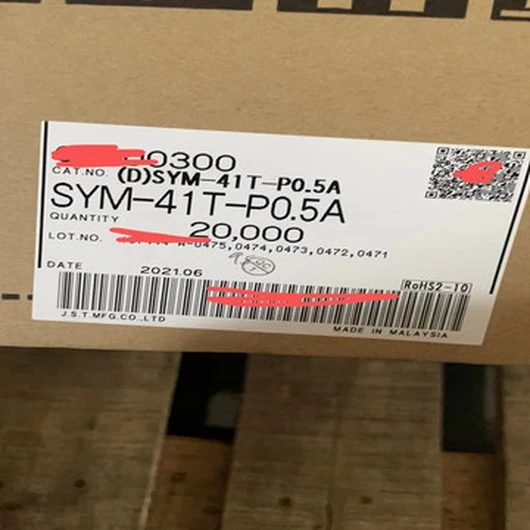 0300
CAT.NO. (D)SYM-41T-P0.5A
SYM-41T-P0.5A
QUANTITY 20,000
LOT.NO. A-0475,0474,0473,0472,0471
DATE 2021.06
RoHS2-10
J.S.T.MFG.CO.,LTD MADE IN MALAYSIA